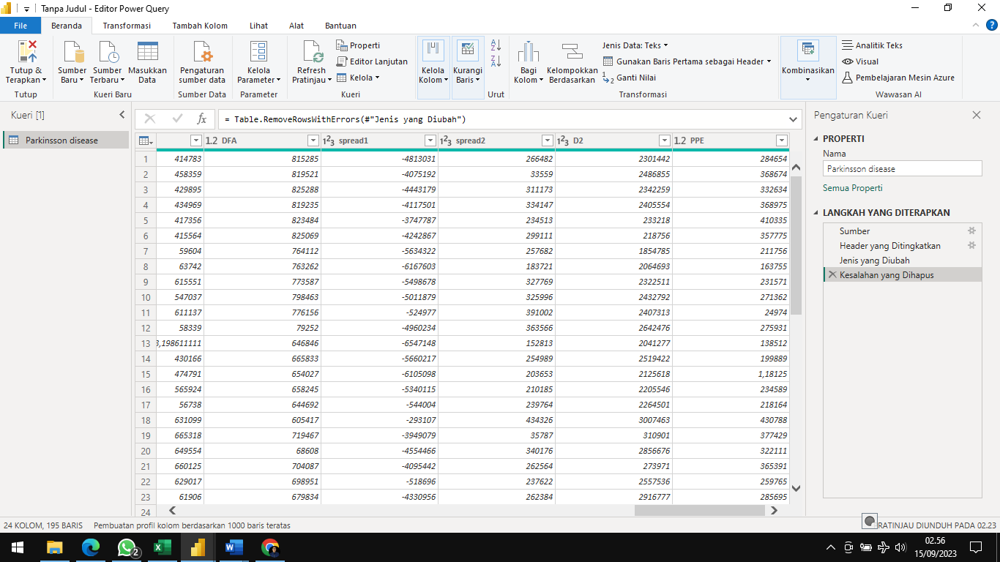 Tanpa Judul - Editor Power Query
File Beranda Transformasi Tambah Kolom Lihat Alat Bantuan
Tutup & Terapkan
Tutup
Sumber Baru Sumber Terbaru Masukkan Data
Kueri Baru
Pengaturan sumber data
Sumber Data
Kelola Parameter
Parameter
Refresh Pratinjau
Properti
Editor Lanjutan
Kelola
Kueri
Kelola Kolom
Kurangi Baris
Urut
Bagi Kolom
Kelompokkan Berdasarkan
Jenis Data: Teks
Gunakan Baris Pertama sebagai Header
Ganti Nilai
Transformasi
Kombinasikan
Analitik Teks
Visual
Pembelajaran Mesin Azure
Wawasan AI
Kueri [1]
Parkinsson disease
= Table.RemoveRowsWithErrors(#"Jenis yang Diubah")
1.2 DFA 1²3 spread1 1²3 spread2 1²3 D2 1.2 PPE
1 414783 815285 -4813031 266482 2301442 284654
2 458359 819521 -4075192 33559 2486855 368674
3 429895 825288 -4443179 311173 2342259 332634
4 434969 819235 -4117501 334147 2405554 368975
5 417356 823484 -3747787 234513 233218 410335
6 415564 825069 -4242867 299111 218756 357775
7 59604 764112 -5634322 257682 1854785 211756
8 63742 763262 -6167603 183721 2064693 163755
9 615551 773587 -5498678 327769 2322511 231571
10 547037 798463 -5011879 325996 2432792 271362
11 611137 776156 -524977 391002 2407313 24974
12 58339 79252 -4960234 363566 2642476 275931
13 3,198611111 646846 -6547148 152813 2041277 138512
14 430166 665833 -5660217 254989 2519422 199889
15 474791 654027 -6105098 203653 2125618 1,18125
16 565924 658245 -5340115 210185 2205546 234589
17 56738 644692 -544004 239764 2264501 218164
18 631099 605417 -293107 434326 3007463 430788
19 665318 719467 -3949079 35787 310901 377429
20 649554 68608 -4554466 340176 2856676 322111
21 660125 704087 -4095442 262564 273971 365391
22 629017 698951 -518696 237622 2557536 259765
23 61906 679834 -4330956 262384 2916777 285695
24
Pengaturan Kueri
PROPERTI
Nama
Parkinsson disease
Semua Properti
LANGKAH YANG DITERAPKAN
Sumber
Header yang Ditingkatkan
Jenis yang Diubah
Kesalahan yang Dihapus
24 KOLOM, 195 BARIS Pembuatan profil kolom berdasarkan 1000 baris teratas
RATINJAU DIUNDUH PADA 02.23
2
02.56
15/09/2023